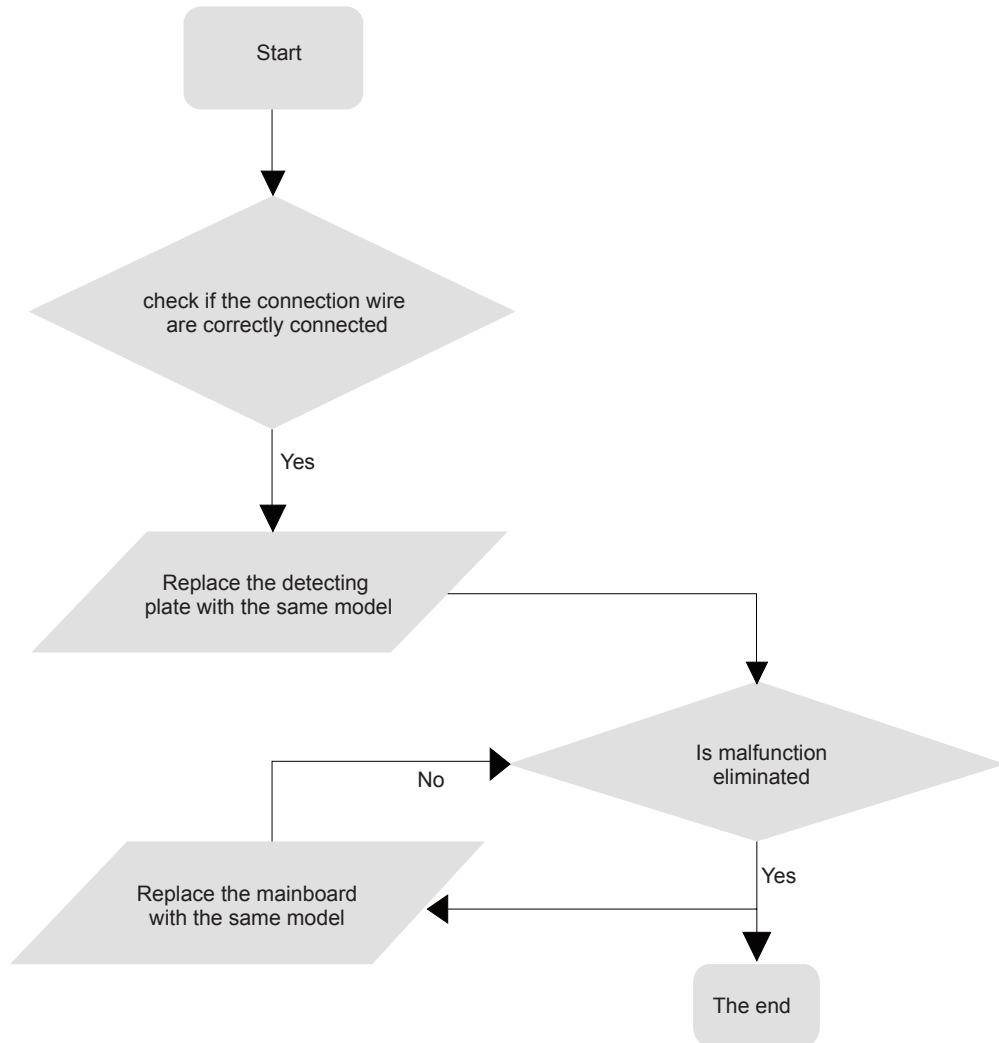 Start
check if the connection wire
are correctly connected
Yes
Replace the detecting
plate with the same model
Is malfunction
eliminated
No
Yes
Replace the mainboard
with the same model
The end